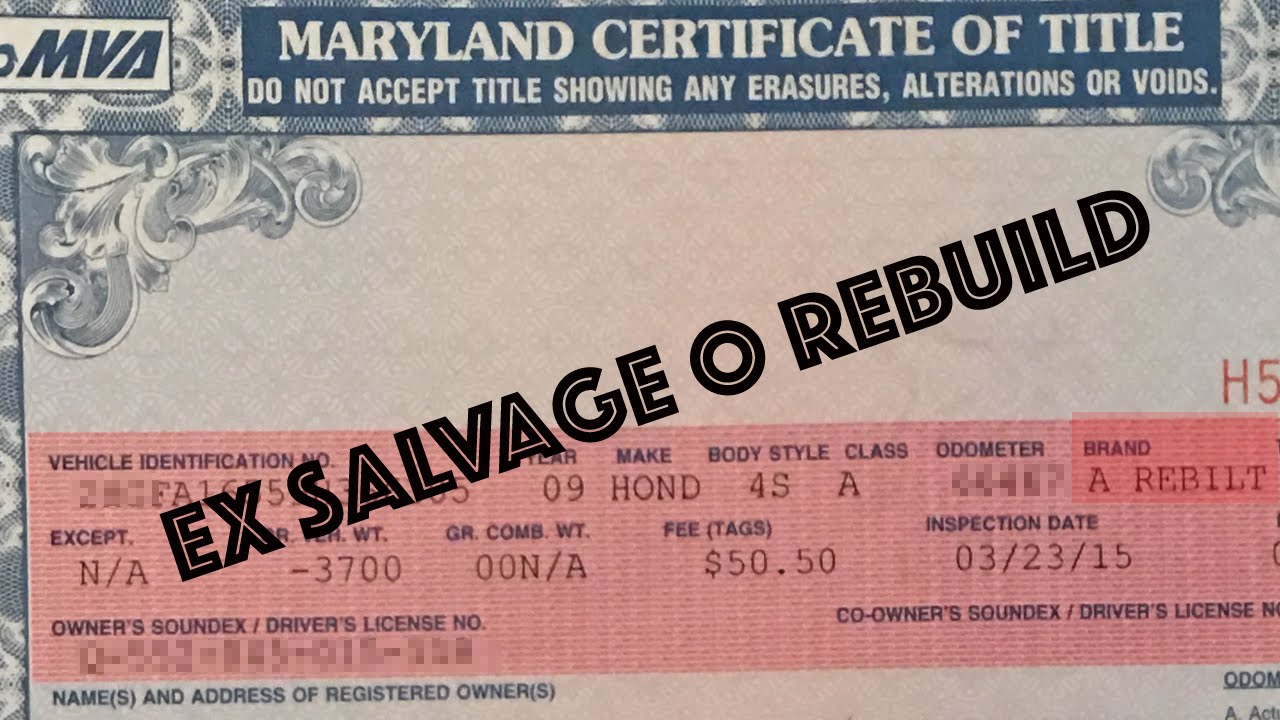 MVA
MARYLAND CERTIFICATE OF TITLE
DO NOT ACCEPT TITLE SHOWING ANY ERASURES, ALTERATIONS OR VOIDS.
EX SALVAGE O REBUILD
H5
VEHICLE IDENTIFICATION NO. YEAR MAKE BODY STYLE CLASS ODOMETER BRAND
09 HOND 4S A A REBILT
EXCEPT. WT. GR. COMB. WT. FEE (TAGS) INSPECTION DATE
N/A -3700 00N/A $50.50 03/23/15
OWNER'S SOUNDEX / DRIVER'S LICENSE NO. CO-OWNER'S SOUNDEX / DRIVER'S LICENSE
NAME(S) AND ADDRESS OF REGISTERED OWNER(S)
A.